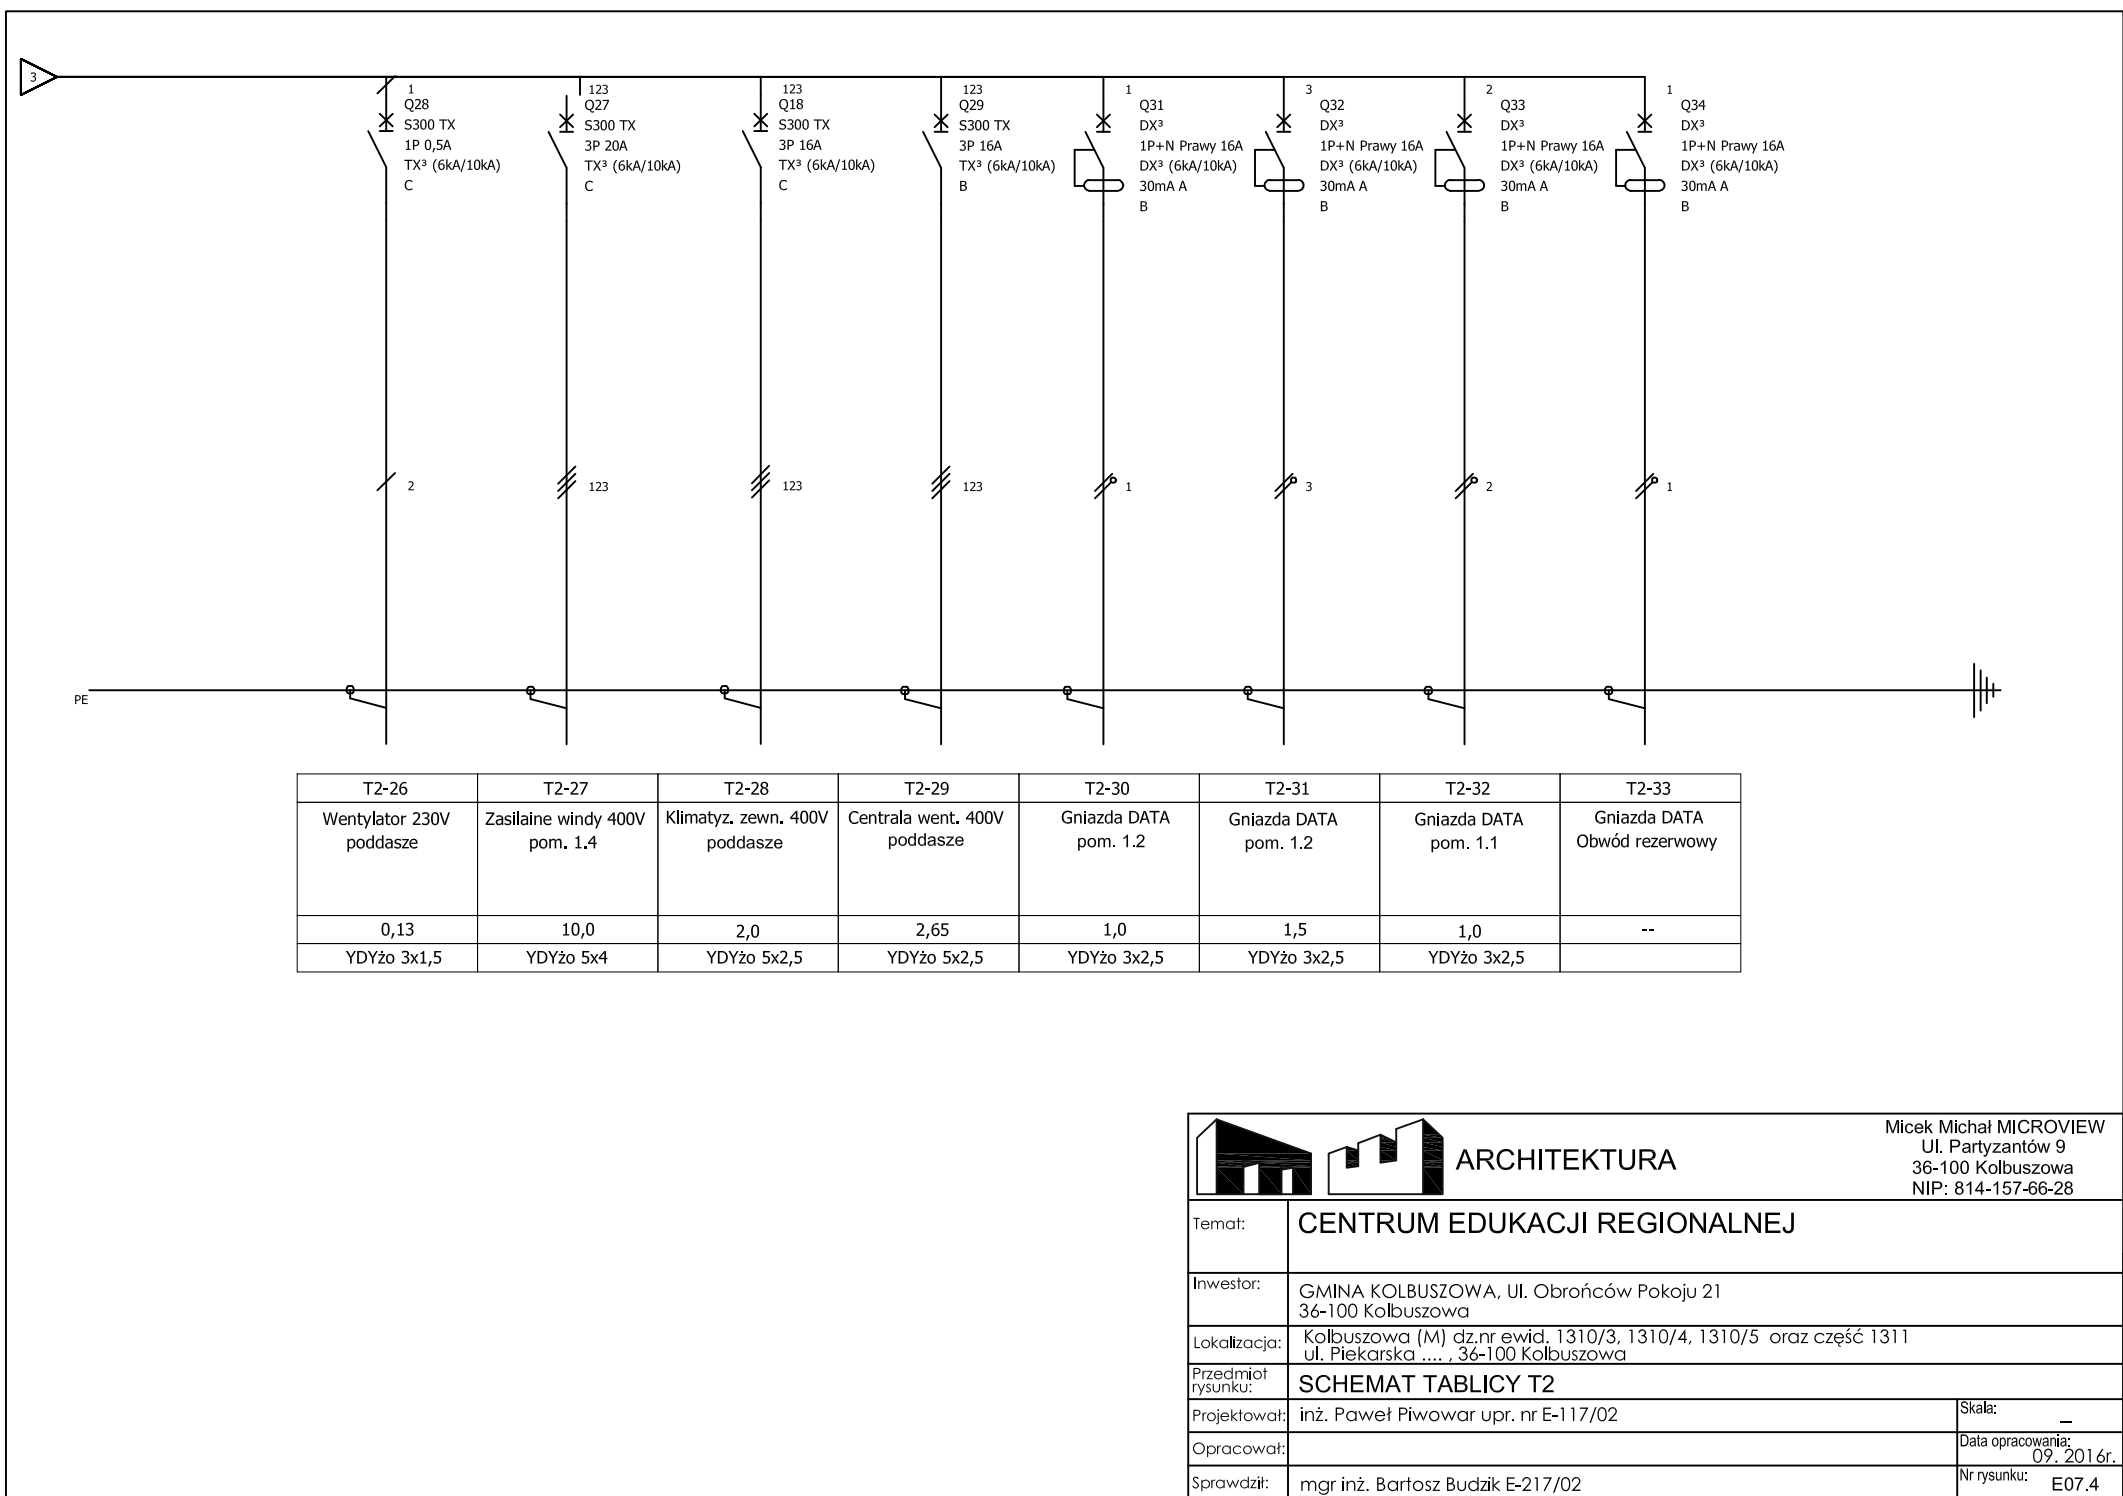 3
1
Q28
S300 TX
1P 0,5A
TX³ (6kA/10kA)
C
123
Q27
S300 TX
3P 20A
TX³ (6kA/10kA)
C
123
Q18
S300 TX
3P 16A
TX³ (6kA/10kA)
C
123
Q29
S300 TX
3P 16A
TX³ (6kA/10kA)
B
1
Q31
DX³
1P+N Prawy 16A
DX³ (6kA/10kA)
30mA A
B
3
Q32
DX³
1P+N Prawy 16A
DX³ (6kA/10kA)
30mA A
B
2
Q33
DX³
1P+N Prawy 16A
DX³ (6kA/10kA)
30mA A
B
1
Q34
DX³
1P+N Prawy 16A
DX³ (6kA/10kA)
30mA A
B
2 123 123 123 1 3 2 1
PE
T2-26 T2-27 T2-28 T2-29 T2-30 T2-31 T2-32 T2-33
Wentylator 230V Zasilaine windy 400V Klimatyz. zewn. 400V Centrala went. 400V Gniazda DATA Gniazda DATA Gniazda DATA Gniazda DATA
poddasze pom. 1.4 poddasze poddasze pom. 1.2 pom. 1.2 pom. 1.1 Obwód rezerwowy
0,13 10,0 2,0 2,65 1,0 1,5 1,0 --
YDYżo 3x1,5 YDYżo 5x4 YDYżo 5x2,5 YDYżo 5x2,5 YDYżo 3x2,5 YDYżo 3x2,5 YDYżo 3x2,5
ARCHITEKTURA
Micek Michał MICROVIEW
Ul. Partyzantów 9
36-100 Kolbuszowa
NIP: 814-157-66-28
Temat: CENTRUM EDUKACJI REGIONALNEJ
Inwestor: GMINA KOLBUSZOWA, Ul. Obrońców Pokoju 21
36-100 Kolbuszowa
Lokalizacja: Kolbuszowa (M) dz.nr ewid. 1310/3, 1310/4, 1310/5 oraz część 1311
ul. Piekarska .... , 36-100 Kolbuszowa
Przedmiot
rysunku: SCHEMAT TABLICY T2
Projektował: inż. Paweł Piwowar upr. nr E-117/02
Skala: _
Opracował:
Data opracowania:
09. 2016r.
Sprawdził: mgr inż. Bartosz Budzik E-217/02
Nr rysunku: E07.4